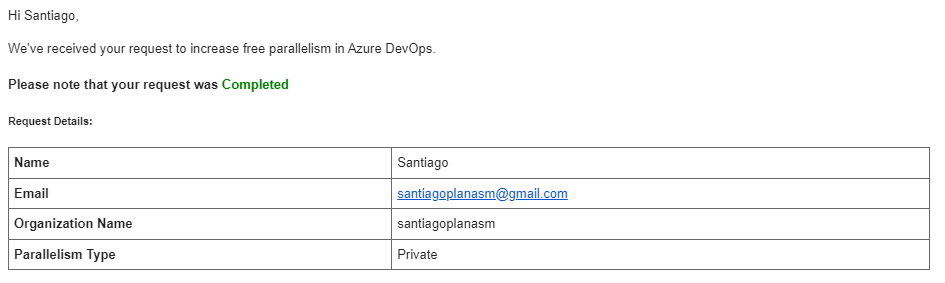 Hi Santiago,
We've received your request to increase free parallelism in Azure DevOps.
Please note that your request was Completed
Request Details:
Name Santiago
Email santiagoplanasm@gmail.com
Organization Name santiagoplanasm
Parallelism Type Private